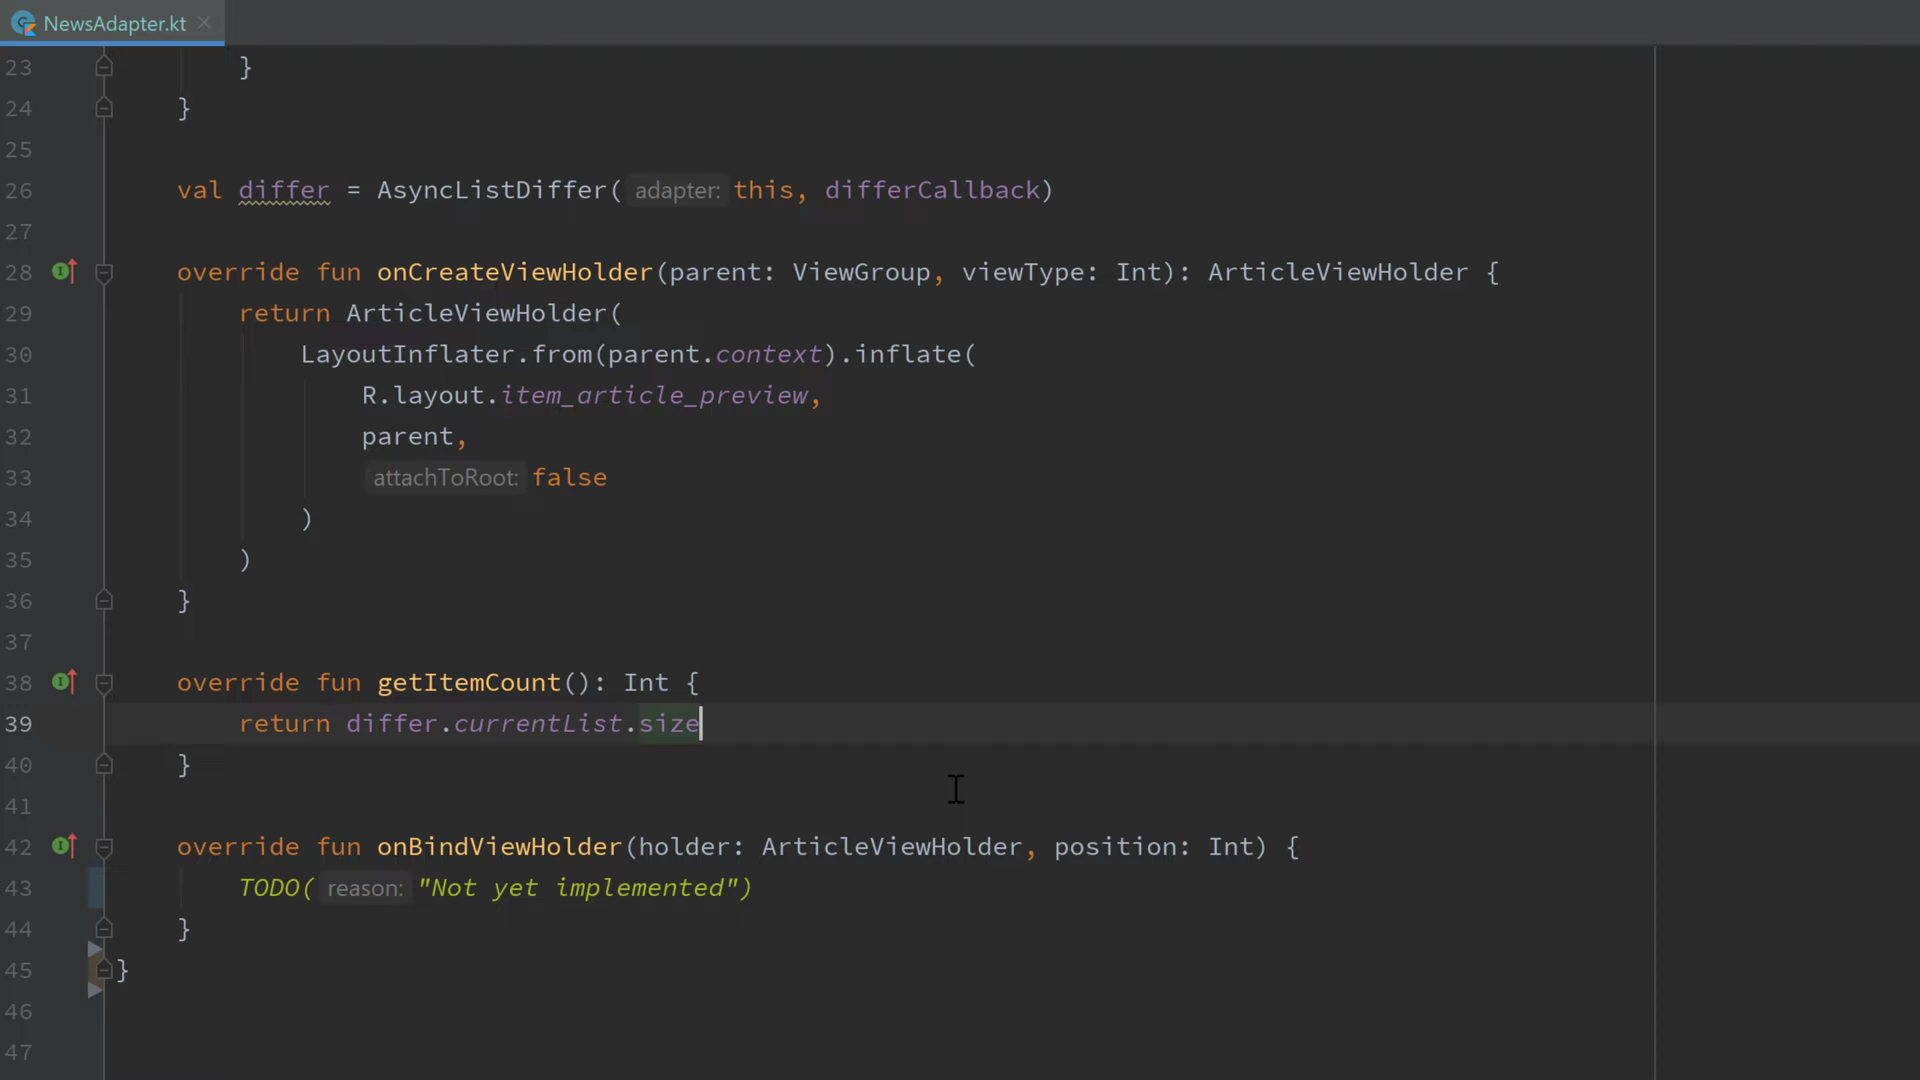 NewsAdapter.kt
23 }
24 }
25
26 val differ = AsyncListDiffer( adapter: this, differCallback)
27
28 override fun onCreateViewHolder(parent: ViewGroup, viewType: Int): ArticleViewHolder {
29 return ArticleViewHolder(
30 LayoutInflater.from(parent.context).inflate(
31 R.layout.item_article_preview,
32 parent,
33 attachToRoot: false
34 )
35 )
36 }
37
38 override fun getItemCount(): Int {
39 return differ.currentList.size
40 }
41
42 override fun onBindViewHolder(holder: ArticleViewHolder, position: Int) {
43 TODO( reason: "Not yet implemented")
44 }
45 }
46
47